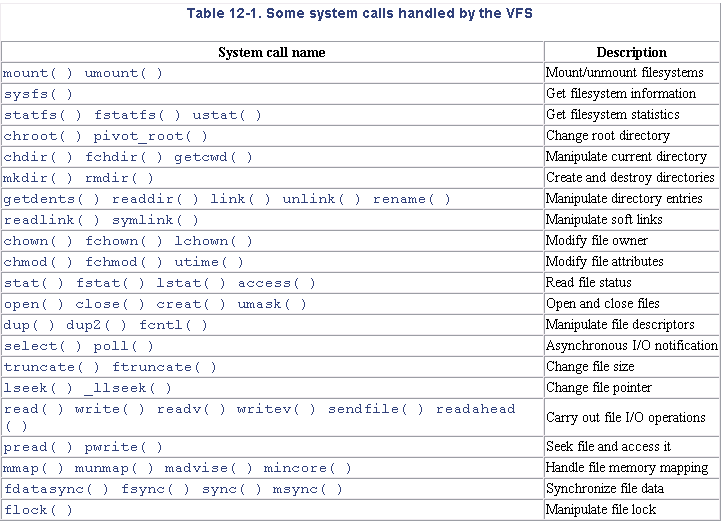 Table 12-1. Some system calls handled by the VFS
System call name Description
mount( ) umount( ) Mount/unmount filesystems
sysfs( ) Get filesystem information
statfs( ) fstatfs( ) ustat( ) Get filesystem statistics
chroot( ) pivot_root( ) Change root directory
chdir( ) fchdir( ) getcwd( ) Manipulate current directory
mkdir( ) rmdir( ) Create and destroy directories
getdents( ) readdir( ) link( ) unlink( ) rename( ) Manipulate directory entries
readlink( ) symlink( ) Manipulate soft links
chown( ) fchown( ) lchown( ) Modify file owner
chmod( ) fchmod( ) utime( ) Modify file attributes
stat( ) fstat( ) lstat( ) access( ) Read file status
open( ) close( ) creat( ) umask( ) Open and close files
dup( ) dup2( ) fcntl( ) Manipulate file descriptors
select( ) poll( ) Asynchronous I/O notification
truncate( ) ftruncate( ) Change file size
lseek( ) _llseek( ) Change file pointer
read( ) write( ) readv( ) writev( ) sendfile( ) readahead
( ) Carry out file I/O operations
pread( ) pwrite( ) Seek file and access it
mmap( ) munmap( ) madvise( ) mincore( ) Handle file memory mapping
fdatasync( ) fsync( ) sync( ) msync( ) Synchronize file data
flock( ) Manipulate file lock